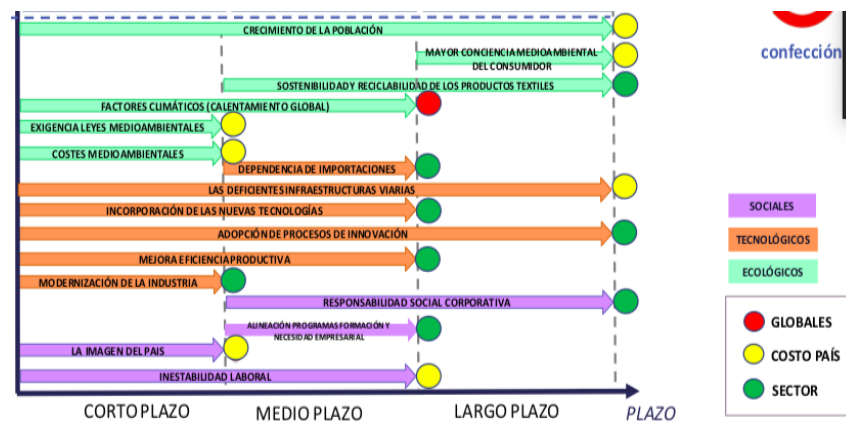 CRECIMIENTO DE LA POBLACIÓN
MAYOR CONCIENCIA MEDIOAMBIENTAL
DEL CONSUMIDOR
confección
SOSTENIBILIDAD Y RECICLABILIDAD DE LOS PRODUCTOS TEXTILES
FACTORES CLIMÁTICOS (CALENTAMIENTO GLOBAL)
EXIGENCIA LEYES MEDIOAMBIENTALES
COSTES MEDIOAMBIENTALES
DEPENDENCIA DE IMPORTACIONES
LAS DEFICIENTES INFRAESTRUCTURAS VIARIAS
INCORPORACIÓN DE LAS NUEVAS TECNOLOGÍAS
ADOPCIÓN DE PROCESOS DE INNOVACIÓN
MEJORA EFICIENCIA PRODUCTIVA
MODERNIZACIÓN DE LA INDUSTRIA
RESPONSABILIDAD SOCIAL CORPORATIVA
ALINEACIÓN PROGRAMAS FORMACIÓN Y
NECESIDAD EMPRESARIAL
LA IMAGEN DEL PAIS
INESTABILIDAD LABORAL
CORTO PLAZO
MEDIO PLAZO
LARGO PLAZO
PLAZO
SOCIALES
TECNOLÓGICOS
ECOLÓGICOS
GLOBALES
COSTO PAÍS
SECTOR